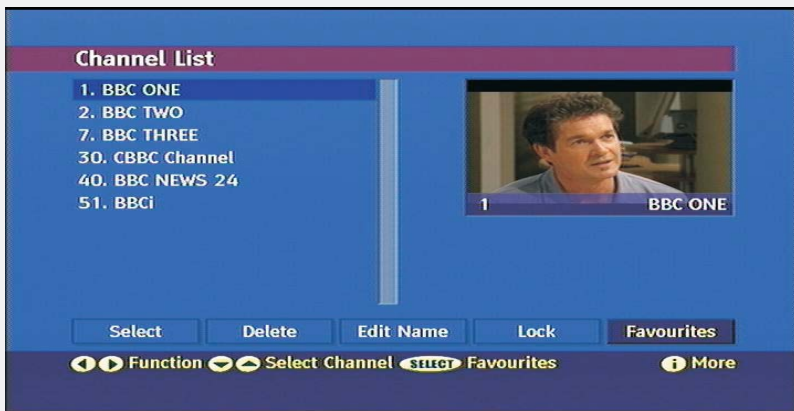 Channel List
1. BBC ONE
2. BBC TWO
7. BBC THREE
30. CBBC Channel
40. BBC NEWS 24
51. BBCi
1 BBC ONE
Select Delete Edit Name Lock Favourites
Function Select Channel SELECT Favourites i More